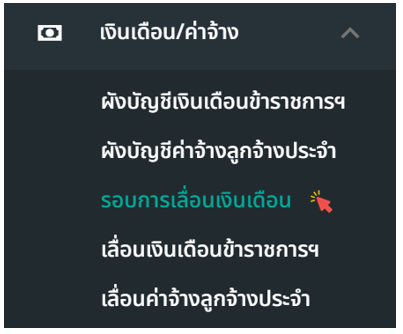 เงินเดือน/ค่าจ้าง
ผังบัญชีเงินเดือนข้าราชการฯ
ผังบัญชีค่าจ้างลูกจ้างประจำ
รอบการเลื่อนเงินเดือน
เลื่อนเงินเดือนข้าราชการฯ
เลื่อนค่าจ้างลูกจ้างประจำ